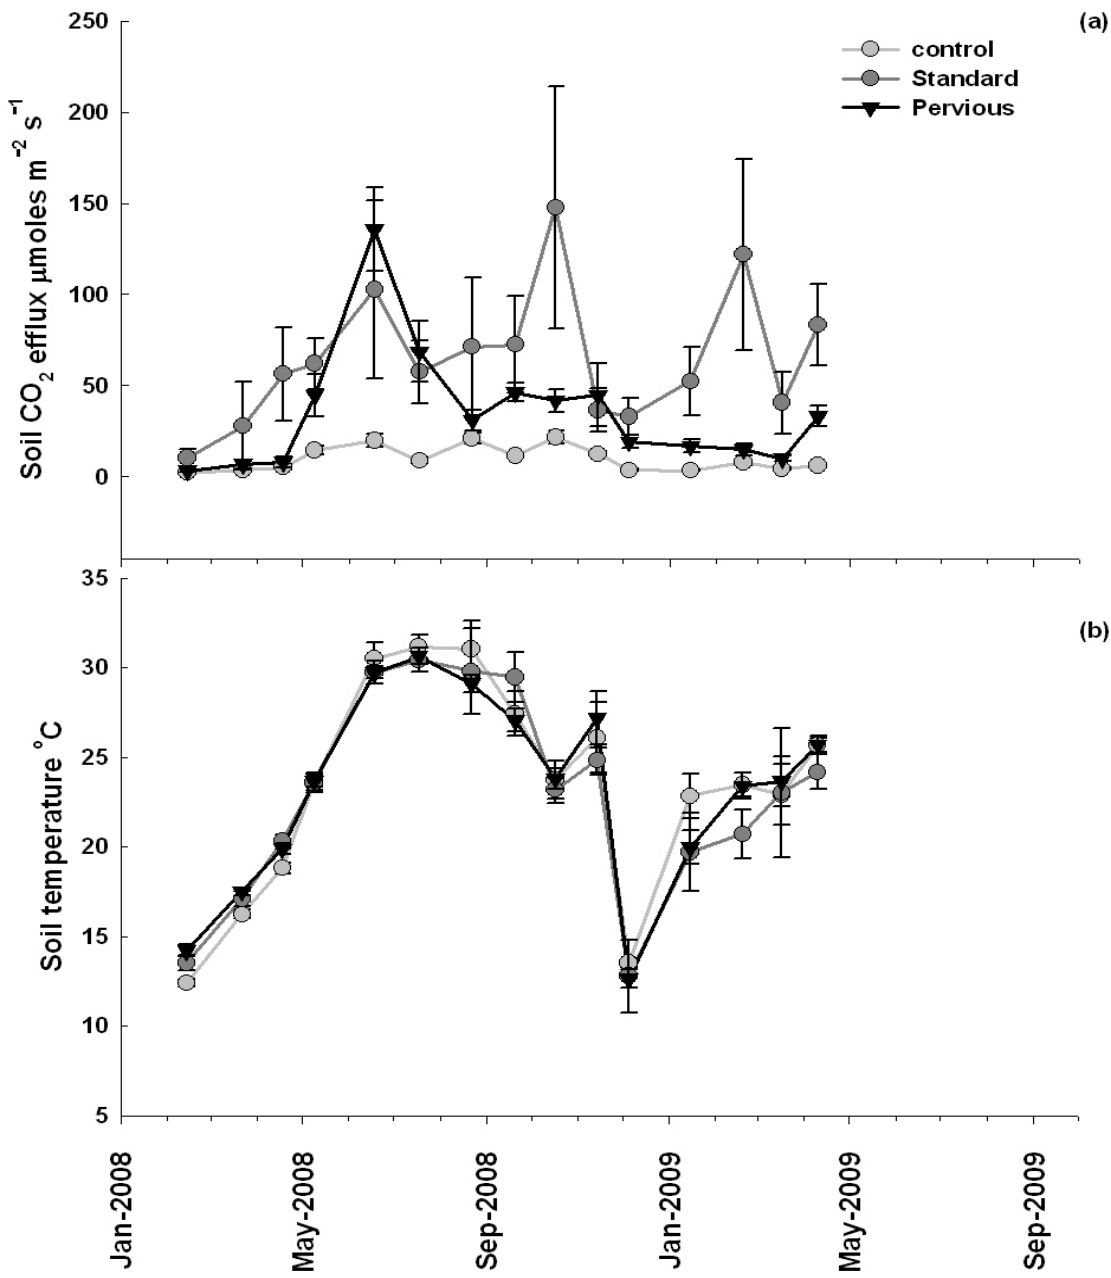 250
(a)
control
Standard
Pervious
200
150
100
50
0
Soil CO₂ efflux μmoles m⁻² s⁻¹
35
(b)
30
25
20
15
10
5
Soil temperature °C
Jan-2008
May-2008
Sep-2008
Jan-2009
May-2009
Sep-2009